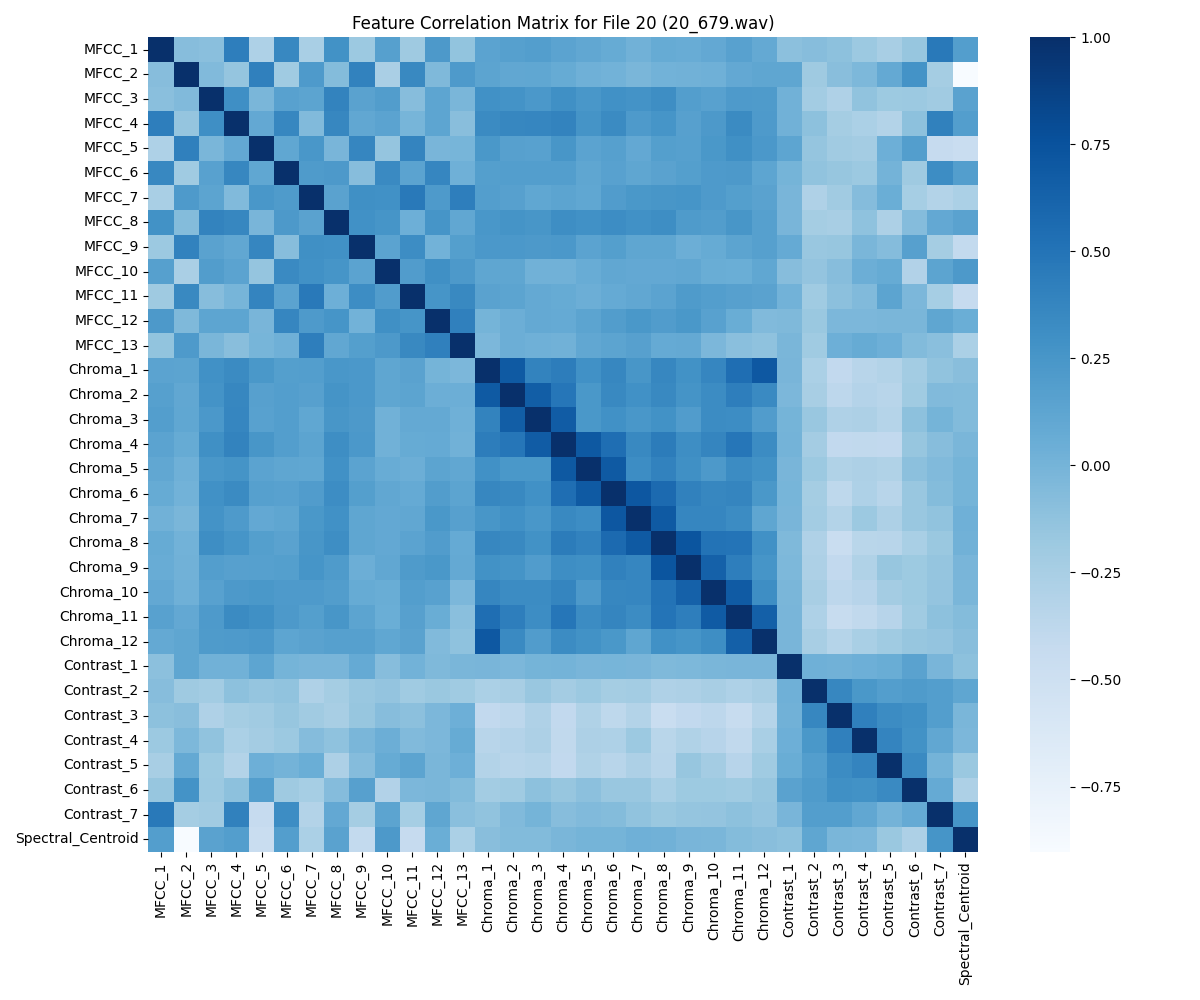 Feature Correlation Matrix for File 20 (20_679.wav)
MFCC_1
MFCC_2
MFCC_3
MFCC_4
MFCC_5
MFCC_6
MFCC_7
MFCC_8
MFCC_9
MFCC_10
MFCC_11
MFCC_12
MFCC_13
Chroma_1
Chroma_2
Chroma_3
Chroma_4
Chroma_5
Chroma_6
Chroma_7
Chroma_8
Chroma_9
Chroma_10
Chroma_11
Chroma_12
Contrast_1
Contrast_2
Contrast_3
Contrast_4
Contrast_5
Contrast_6
Contrast_7
Spectral_Centroid
MFCC_1
MFCC_2
MFCC_3
MFCC_4
MFCC_5
MFCC_6
MFCC_7
MFCC_8
MFCC_9
MFCC_10
MFCC_11
MFCC_12
MFCC_13
Chroma_1
Chroma_2
Chroma_3
Chroma_4
Chroma_5
Chroma_6
Chroma_7
Chroma_8
Chroma_9
Chroma_10
Chroma_11
Chroma_12
Contrast_1
Contrast_2
Contrast_3
Contrast_4
Contrast_5
Contrast_6
Contrast_7
Spectral_Centroid
1.00
0.75
0.50
0.25
0.00
−0.25
−0.50
−0.75